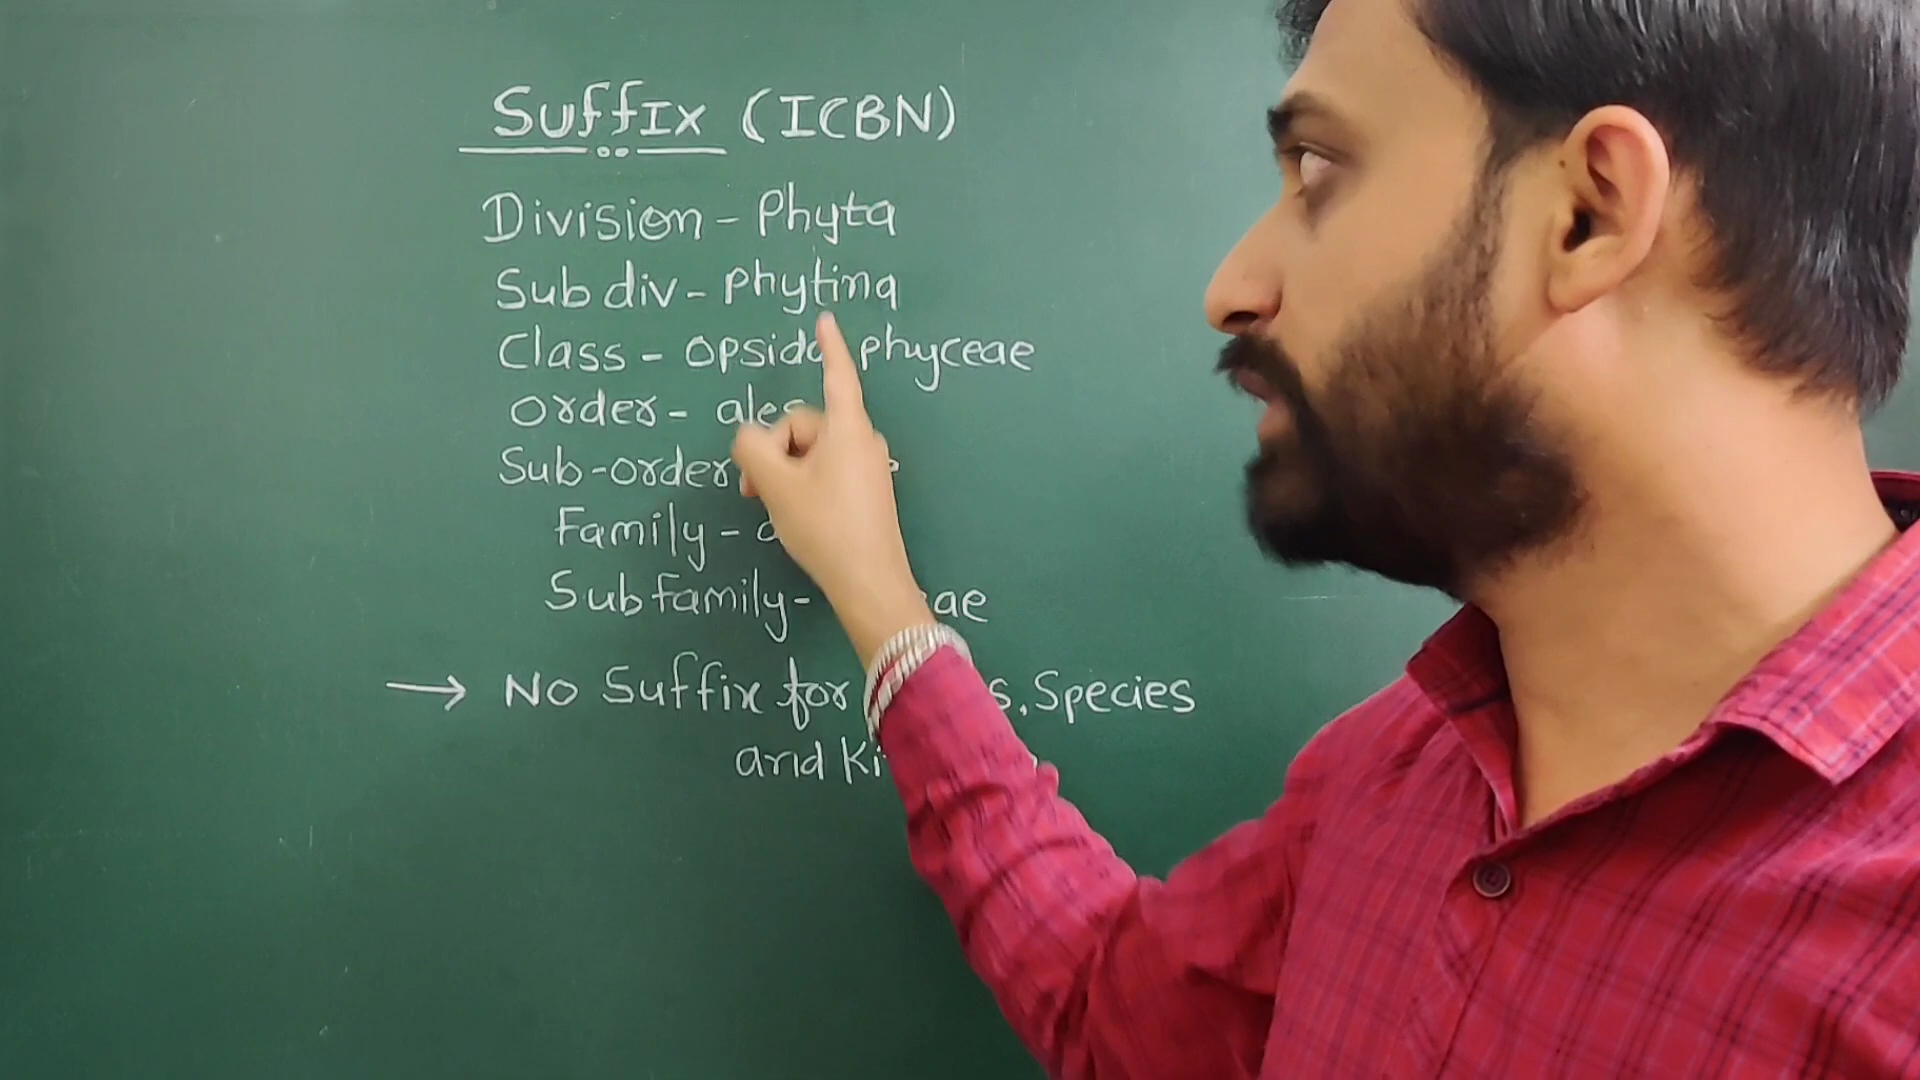 Suffix (ICBN)
Division - Phyta
Sub div - Phytina
Class - opsida phyceae
order - ales
Sub-order
Family -
Subfamily -
→ No Suffix for , Species
and